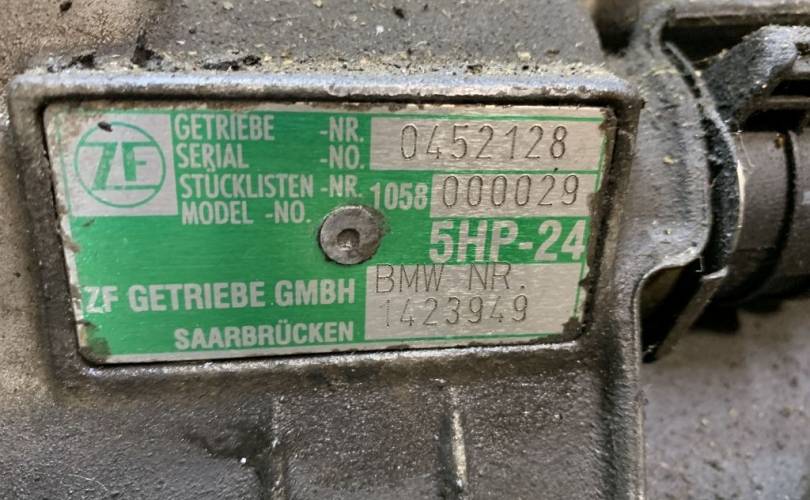 ZF
GETRIEBE -NR. 0452128
SERIAL -NO.
STÜCKLISTEN -NR. 1058 000029
MODEL -NO.
5HP-24
ZF GETRIEBE GMBH BMW NR.
SAARBRÜCKEN 1423949